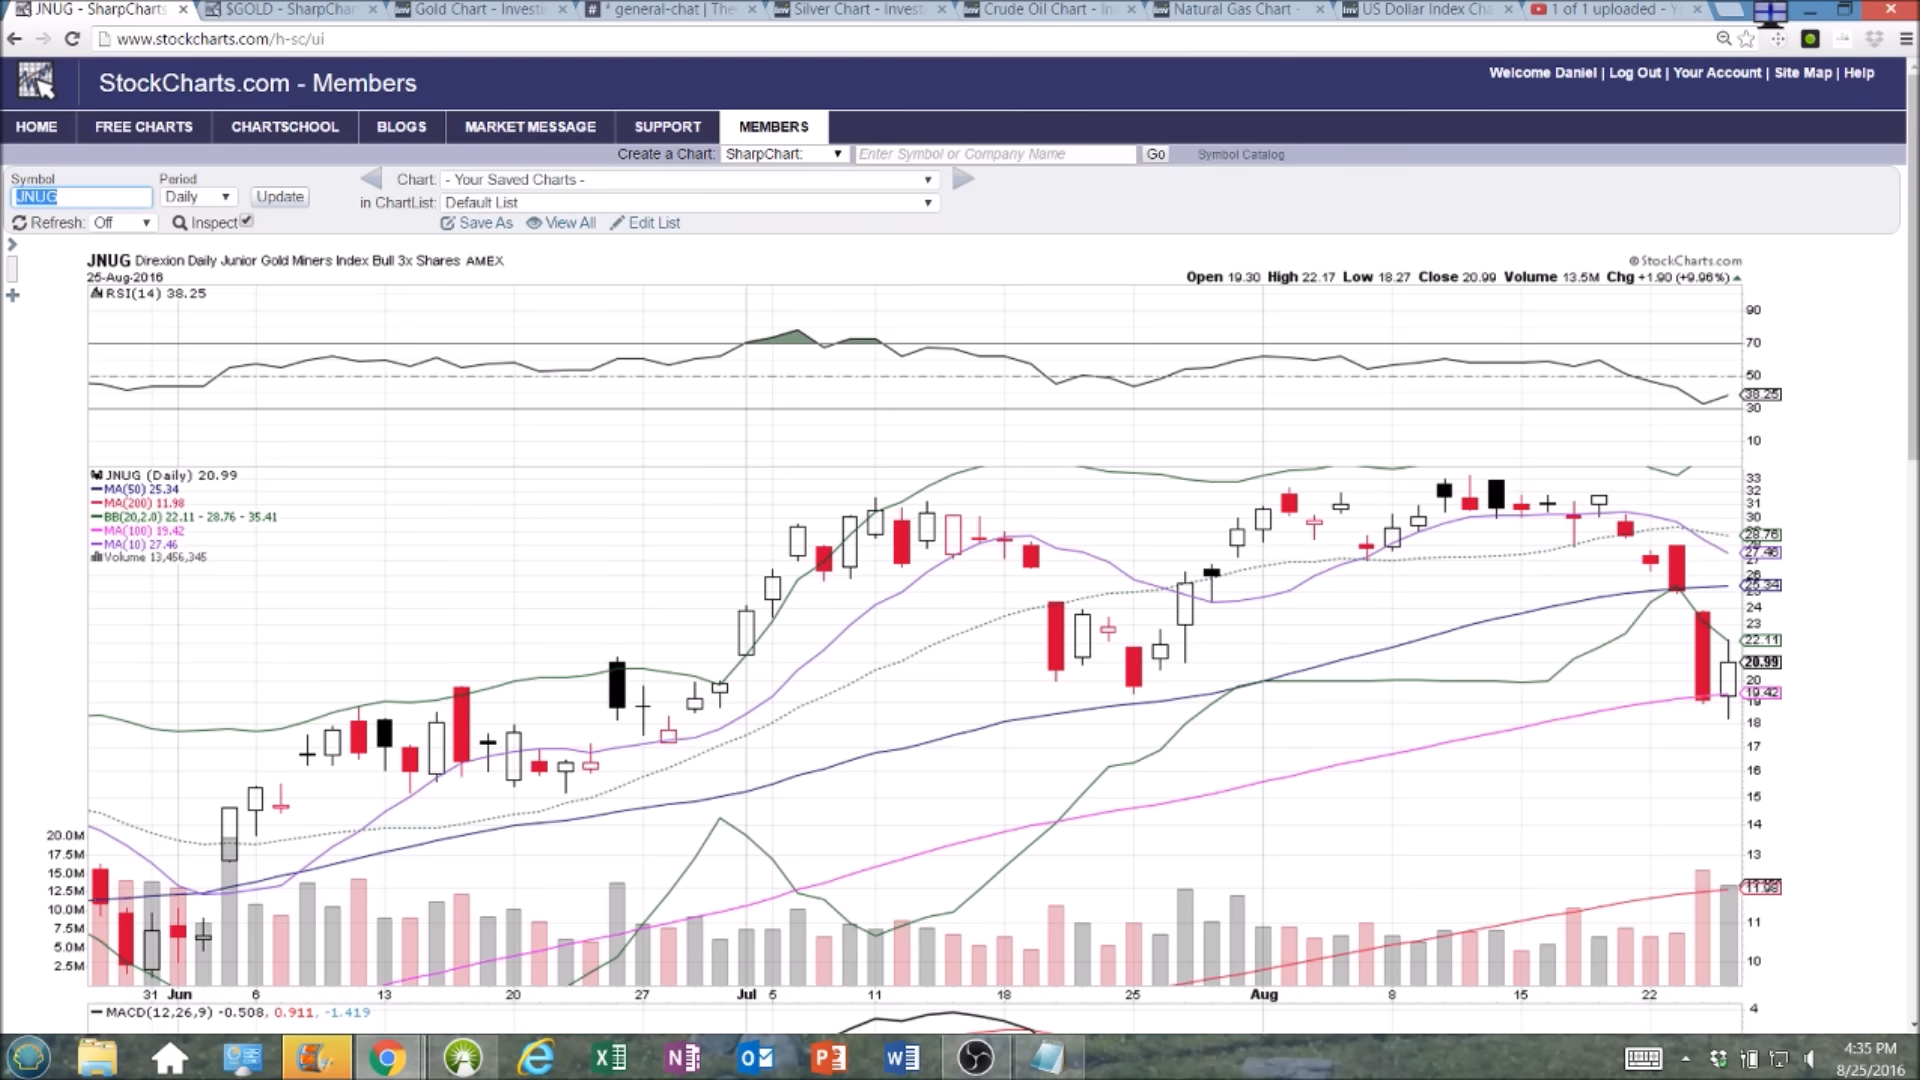 JNUG - SharpCharts
$GOLD - SharpChar
Gold Chart - Investi
* general-chat | The
Silver Chart - Invest
Crude Oil Chart - In
Natural Gas Chart -
US Dollar Index Cha
1 of 1 uploaded - Y
www.stockcharts.com/h-sc/ui
StockCharts.com - Members
Welcome Daniel | Log Out | Your Account | Site Map | Help
HOME FREE CHARTS CHARTSCHOOL BLOGS MARKET MESSAGE SUPPORT MEMBERS
Create a Chart: SharpChart: Enter Symbol or Company Name Go Symbol Catalog
Symbol Period
Chart: - Your Saved Charts -
JNUG Daily Update
in ChartList: Default List
Refresh: Off Inspect
Save As View All Edit List
JNUG Direxion Daily Junior Gold Miners Index Bull 3x Shares AMEX
© StockCharts.com
25-Aug-2016
Open 19.30 High 22.17 Low 18.27 Close 20.99 Volume 13.5M Chg +1.90 (+9.96%)
RSI(14) 38.25
90
70
50
38.25
30
10
JNUG (Daily) 20.99
MA(50) 25.34
MA(200) 11.98
BB(20,2.0) 22.11 - 28.76 - 35.41
MA(100) 19.42
MA(10) 27.46
Volume 13,456,345
33
32
31
30
28.76
27.46
25.34
24
23
22.11
20.99
20
19.42
18
17
16
15
14
13
11.98
11
10
20.0M
17.5M
15.0M
12.5M
10.0M
7.5M
5.0M
2.5M
31 Jun 6 13 20 27 Jul 5 11 18 25 Aug 8 15 22
MACD(12,26,9) -0.508, 0.911, -1.419
4
4:35 PM
8/25/2016